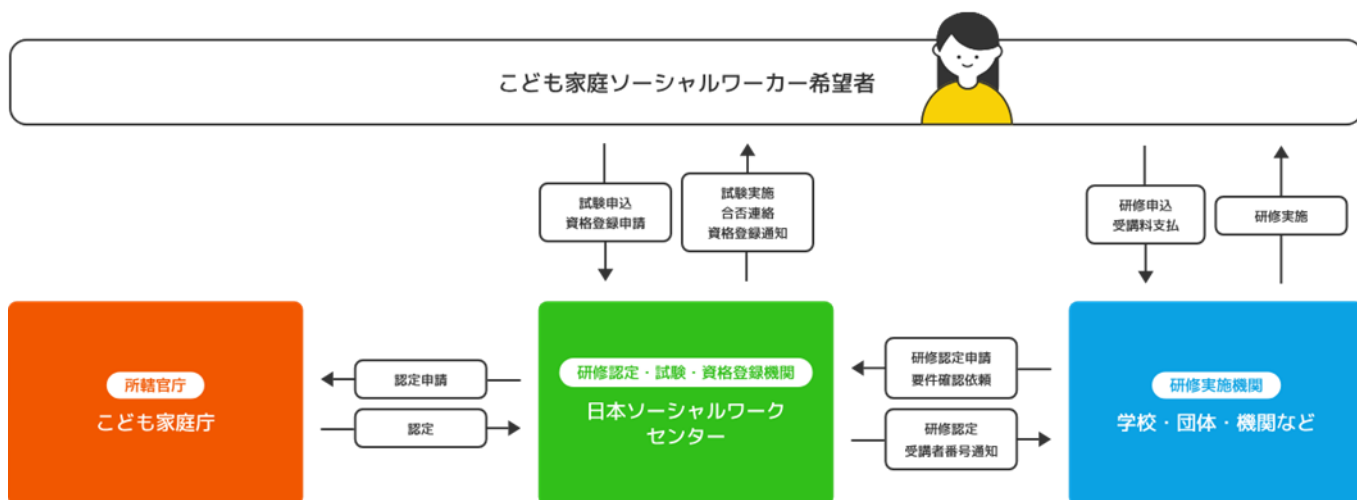 こども家庭ソーシャルワーカー希望者
試験申込
資格登録申請
試験実施
合否連絡
資格登録通知
研修申込
受講料支払
研修実施
所轄官庁
こども家庭庁
認定申請
認定
研修認定・試験・資格登録機関
日本ソーシャルワーク
センター
研修認定申請
要件確認依頼
研修認定
受講者番号通知
研修実施機関
学校・団体・機関など